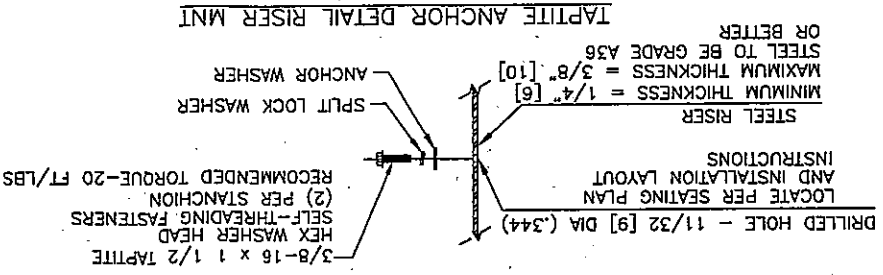 3/8-16 x 1 1/2 TAPTITE
HEX WASHER HEAD
SELF-THREADING FASTENERS
(2) PER STANCHION
RECOMMENDED TORQUE-20 FT/LBS
DRILLED HOLE - 11/32 [9] DIA (.344)
LOCATE PER SEATING PLAN
AND INSTALLATION LAYOUT
INSTRUCTIONS
SPLIT LOCK WASHER
ANCHOR WASHER
STEEL RISER
MINIMUM THICKNESS = 1/4" [6]
MAXIMUM THICKNESS = 3/8" [10]
STEEL TO BE GRADE A36
OR BETTER
TAPTITE ANCHOR DETAIL RISER MNT